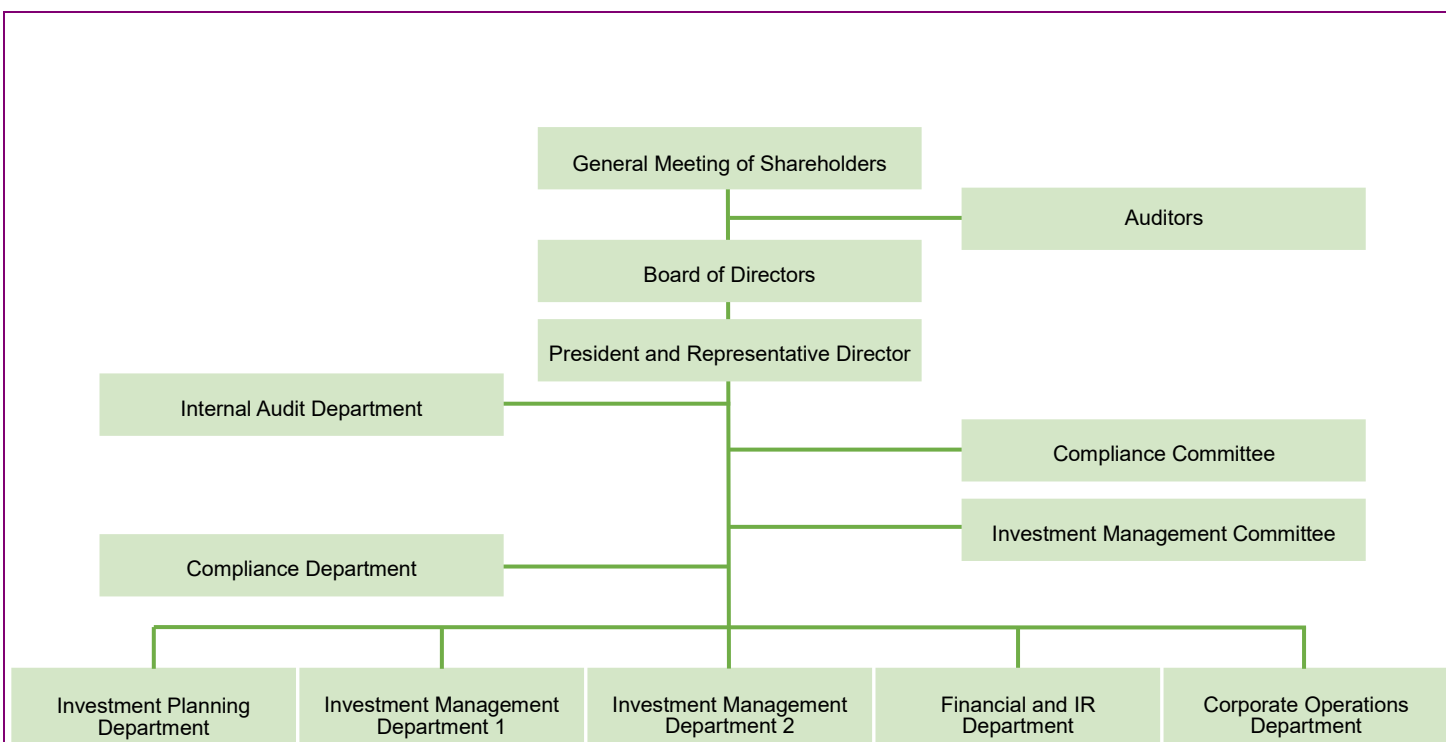 General Meeting of Shareholders
Auditors
Board of Directors
President and Representative Director
Internal Audit Department
Compliance Committee
Investment Management Committee
Compliance Department
Investment Planning
Department
Investment Management
Department 1
Investment Management
Department 2
Financial and IR
Department
Corporate Operations
Department